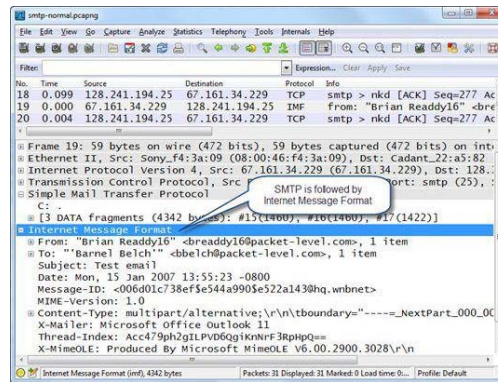 smtp-normal.pcapng
File Edit View Go Capture Analyze Statistics Telephony Tools Internals Help
Filter: Expression... Clear Apply Save
No. Time Source Destination Protocol Info
18 0.099 128.241.194.25 67.161.34.229 TCP smtp > nkd [ACK] Seq=277 Ac
19 0.000 67.161.34.229 128.241.194.25 IMF from: "Brian Readdy16" <bre
20 0.004 128.241.194.25 67.161.34.229 TCP smtp > nkd [ACK] Seq=277 Ac
Frame 19: 59 bytes on wire (472 bits), 59 bytes captured (472 bits) on int
Ethernet II, Src: Sony_f4:3a:09 (08:00:46:f4:3a:09), Dst: Cadant_22:a5:82
Internet Protocol Version 4, Src: 67.161.34.229 (67.161.34.229), Dst: 128.
Transmission Control Protocol, Src port: smtp (25),
Simple Mail Transfer Protocol
SMTP is followed by
Internet Message Format
C: .
[3 DATA fragments (4342 bytes): #15(1460), #16(1460), #17(1422)]
Internet Message Format
From: "Brian Readdy16" <breaddy16@packet-level.com>, 1 item
To: "'Barnel Belch'" <bbelch@packet-level.com>, 1 item
Subject: Test email
Date: Mon, 15 Jan 2007 13:55:23 -0800
Message-ID: <006d01c738ef$e544a990$e522a143@hq.wnbnet>
MIME-Version: 1.0
Content-Type: multipart/alternative;\r\n\tboundary="----=_NextPart_000_00
X-Mailer: Microsoft Office Outlook 11
Thread-Index: Acc479ph2gILPVD6QgiKnNrF3RpHpQ==
X-MimeOLE: Produced By Microsoft MimeOLE V6.00.2900.3028\r\n
Internet Message Format (imf), 4342 bytes Packets: 31 Displayed: 31 Marked: 0 Load time: 0:... Profile: Default